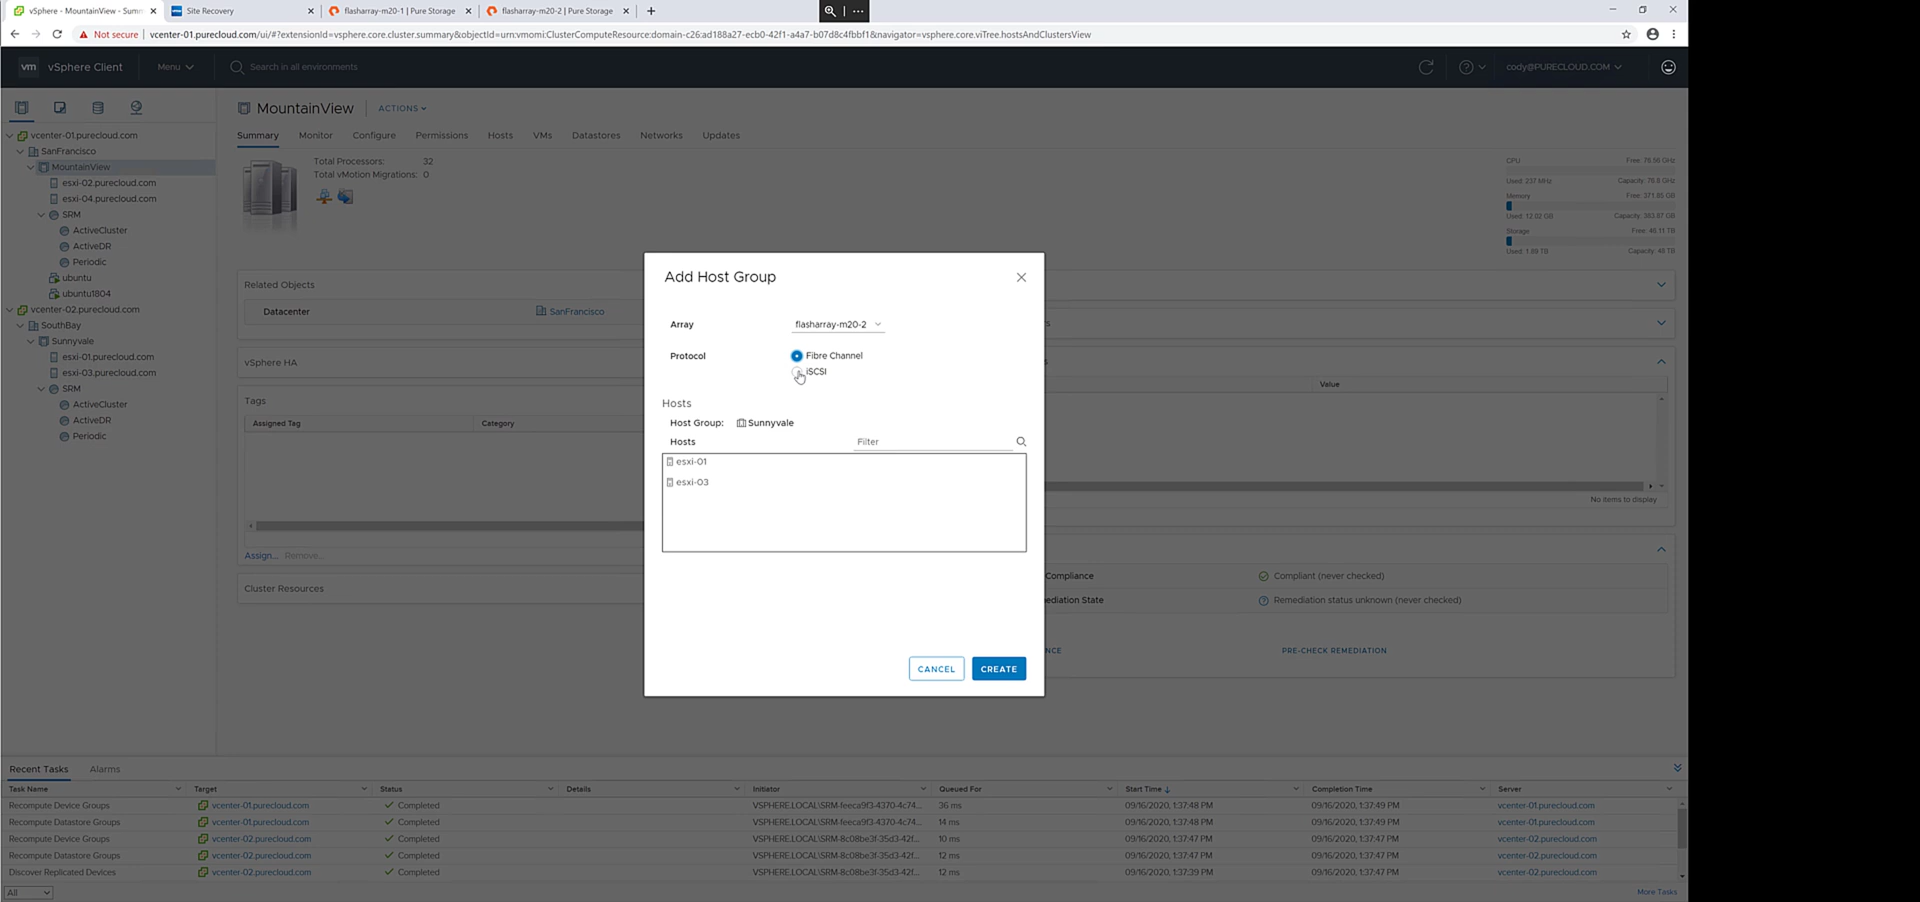 vSphere - MountainView - Summ
Site Recovery
flasharray-m20-1 | Pure Storage
flasharray-m20-2 | Pure Storage
Not secure | vcenter-01.purecloud.com/ui/#?extensionId=vsphere.core.cluster.summary&objectId=urn:vmomi:ClusterComputeResource:domain-c26:ad188a27-ecb0-42f1-a4a7-b07d8c4fbbf1&navigator=vsphere.core.viTree.hostsAndClustersView
vm vSphere Client Menu Search in all environments cody@PURECLOUD.COM
MountainView ACTIONS
Summary Monitor Configure Permissions Hosts VMs Datastores Networks Updates
vcenter-01.purecloud.com
SanFrancisco
MountainView
esxi-02.purecloud.com
esxi-04.purecloud.com
SRM
ActiveCluster
ActiveDR
Periodic
ubuntu
ubuntu1804
vcenter-02.purecloud.com
SouthBay
Sunnyvale
esxi-01.purecloud.com
esxi-03.purecloud.com
SRM
ActiveCluster
ActiveDR
Periodic
Total Processors: 32
Total vMotion Migrations: 0
CPU Free: 76.56 GHz
Used: 237 MHz Capacity: 76.8 GHz
Memory Free: 371.85 GB
Used: 12.02 GB Capacity: 383.87 GB
Storage Free: 46.11 TB
Used: 1.89 TB Capacity: 48 TB
Related Objects
Datacenter SanFrancisco
vSphere HA
Tags
Assigned Tag Category
Assign... Remove...
Cluster Resources
Value
No items to display
Compliance Compliant (never checked)
ediation State Remediation status unknown (never checked)
NCE PRE-CHECK REMEDIATION
Add Host Group
Array flasharray-m20-2
Protocol Fibre Channel
iSCSI
Hosts
Host Group: Sunnyvale
Hosts Filter
esxi-01
esxi-03
CANCEL CREATE
Recent Tasks Alarms
Task Name Target Status Details Initiator Queued For Start Time ↓ Completion Time Server
Recompute Device Groups vcenter-01.purecloud.com Completed VSPHERE.LOCAL\SRM-feeca9f3-4370-4c74... 36 ms 09/16/2020, 1:37:48 PM 09/16/2020, 1:37:49 PM vcenter-01.purecloud.com
Recompute Datastore Groups vcenter-01.purecloud.com Completed VSPHERE.LOCAL\SRM-feeca9f3-4370-4c74... 14 ms 09/16/2020, 1:37:48 PM 09/16/2020, 1:37:49 PM vcenter-01.purecloud.com
Recompute Device Groups vcenter-02.purecloud.com Completed VSPHERE.LOCAL\SRM-8c08be3f-35d3-42f... 10 ms 09/16/2020, 1:37:47 PM 09/16/2020, 1:37:47 PM vcenter-02.purecloud.com
Recompute Datastore Groups vcenter-02.purecloud.com Completed VSPHERE.LOCAL\SRM-8c08be3f-35d3-42f... 12 ms 09/16/2020, 1:37:47 PM 09/16/2020, 1:37:47 PM vcenter-02.purecloud.com
Discover Replicated Devices vcenter-02.purecloud.com Completed VSPHERE.LOCAL\SRM-8c08be3f-35d3-42f... 12 ms 09/16/2020, 1:37:39 PM 09/16/2020, 1:37:47 PM vcenter-02.purecloud.com
All
More Tasks